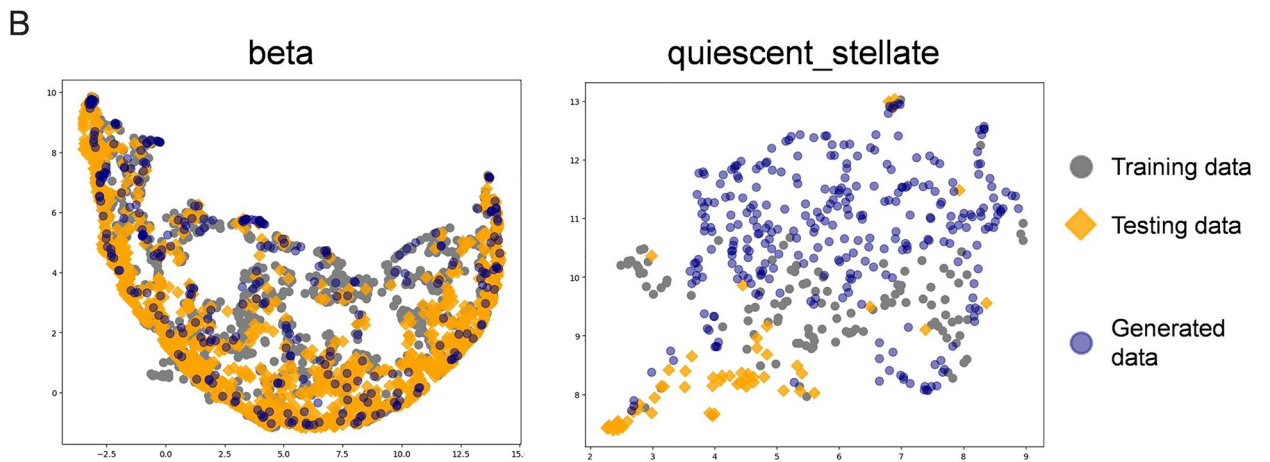 B
beta
quiescent_stellate
10
8
6
4
2
0
−2.5 0.0 2.5 5.0 7.5 10.0 12.5 15.
13
12
11
10
9
8
2 3 4 5 6 7 8 9
Training data
Testing data
Generated
data